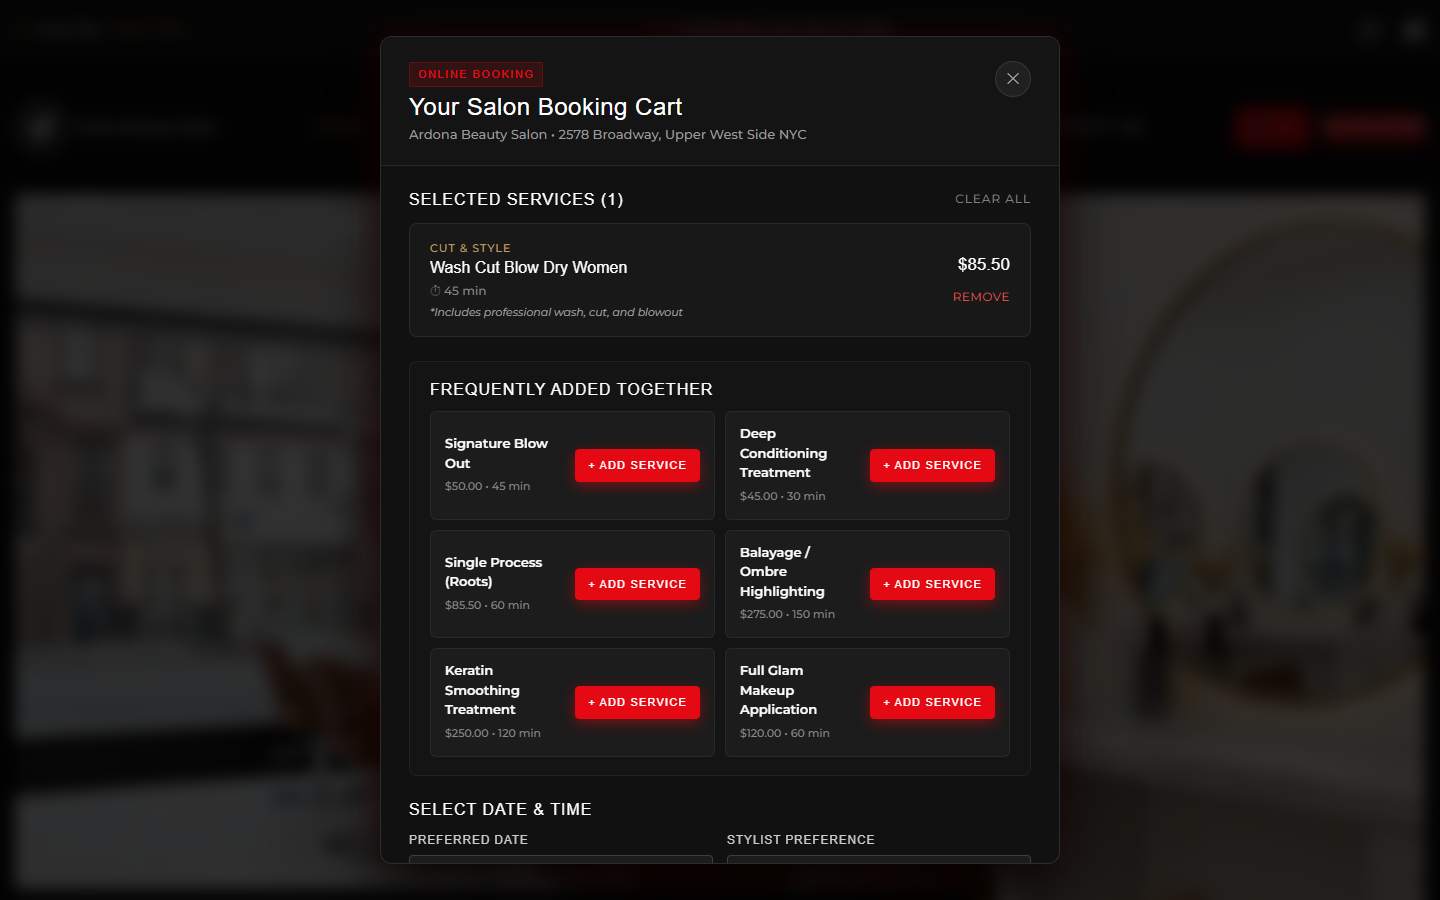 ONLINE BOOKING
Your Salon Booking Cart
Ardona Beauty Salon • 2578 Broadway, Upper West Side NYC
SELECTED SERVICES (1)
CLEAR ALL
CUT & STYLE
Wash Cut Blow Dry Women
⏱ 45 min
*Includes professional wash, cut, and blowout
$85.50
REMOVE
FREQUENTLY ADDED TOGETHER
Signature Blow
Out
$50.00 • 45 min
+ ADD SERVICE
Deep
Conditioning
Treatment
$45.00 • 30 min
+ ADD SERVICE
Single Process
(Roots)
$85.50 • 60 min
+ ADD SERVICE
Balayage /
Ombre
Highlighting
$275.00 • 150 min
+ ADD SERVICE
Keratin
Smoothing
Treatment
$250.00 • 120 min
+ ADD SERVICE
Full Glam
Makeup
Application
$120.00 • 60 min
+ ADD SERVICE
SELECT DATE & TIME
PREFERRED DATE
STYLIST PREFERENCE